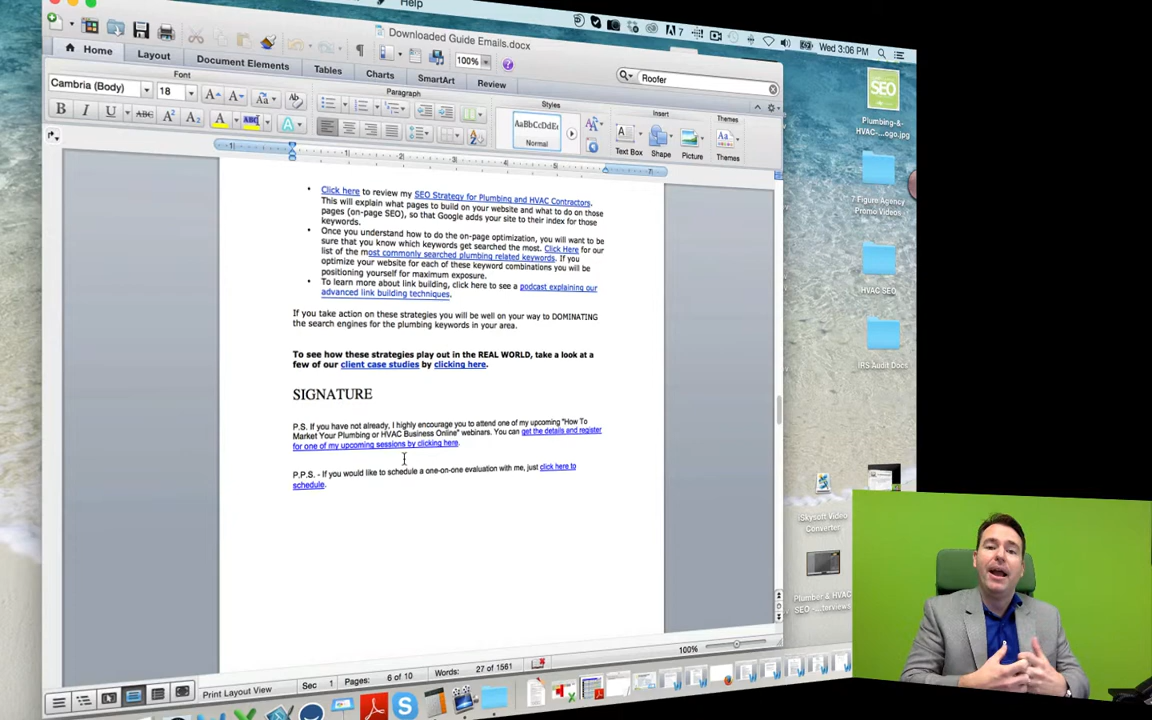 Help
Wed 3:06 PM
Downloaded Guide Emails.docx
100%
Roofer
Home
Layout
Document Elements
Tables
Charts
SmartArt
Review
Font
Paragraph
Styles
Insert
Themes
Cambria (Body)
18
AaBbCcDdE
Normal
Text Box
Shape
Picture
Themes
• Click here to review my SEO Strategy for Plumbing and HVAC Contractors.
This will explain what pages to build on your website and what to do on those
pages (on-page SEO), so that Google adds your site to their index for those
keywords.
• Once you understand how to do the on-page optimization, you will want to be
sure that you know which keywords get searched the most. Click Here for our
list of the most commonly searched plumbing related keywords. If you
optimize your website for each of these keyword combinations you will be
positioning yourself for maximum exposure.
• To learn more about link building, click here to see a podcast explaining our
advanced link building techniques.
If you take action on these strategies you will be well on your way to DOMINATING
the search engines for the plumbing keywords in your area.
To see how these strategies play out in the REAL WORLD, take a look at a
few of our client case studies by clicking here.
SIGNATURE
P.S. If you have not already, I highly encourage you to attend one of my upcoming "How To
Market Your Plumbing or HVAC Business Online" webinars. You can get the details and register
for one of my upcoming sessions by clicking here.
P.P.S. - If you would like to schedule a one-on-one evaluation with me, just click here to
schedule.
Print Layout View
Sec 1
Pages: 6 of 10
Words: 27 of 1561
100%
SEO
Plumbing-&-
HVAC-...ogo.jpg
7 Figure Agency
Promo Videos -
HVAC SEO
IRS Audit Docs
Skysoft Video
Converter
Plumber & HVAC
SEO -...terviews